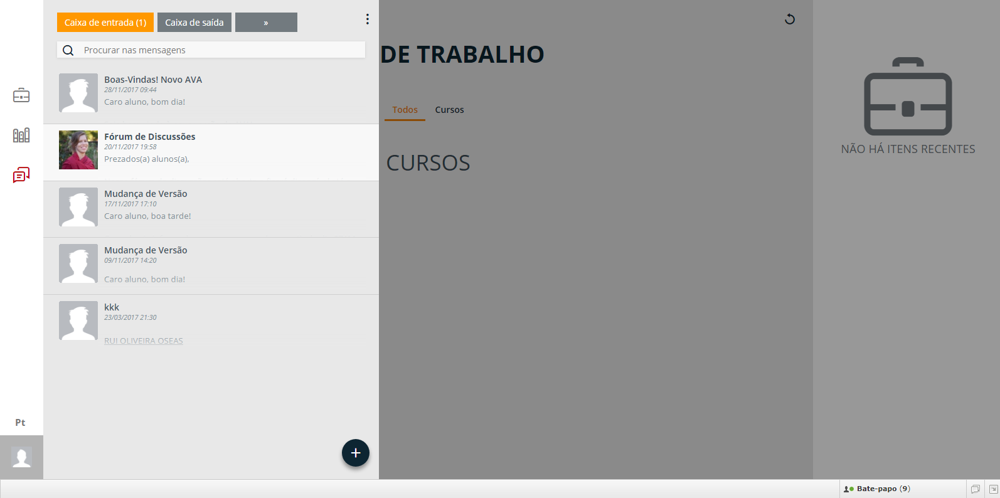 Caixa de entrada (1)
Caixa de saída
»
Procurar nas mensagens
Boas-Vindas! Novo AVA
28/11/2017 09:44
Caro aluno, bom dia!
Fórum de Discussões
20/11/2017 19:58
Prezados(a) alunos(a),
Mudança de Versão
17/11/2017 17:10
Caro aluno, boa tarde!
Mudança de Versão
09/11/2017 14:20
Caro aluno, bom dia!
kkk
23/03/2017 21:30
RUI OLIVEIRA OSEAS
Pt
DE TRABALHO
Todos
Cursos
CURSOS
NÃO HÁ ITENS RECENTES
Bate-papo (9)